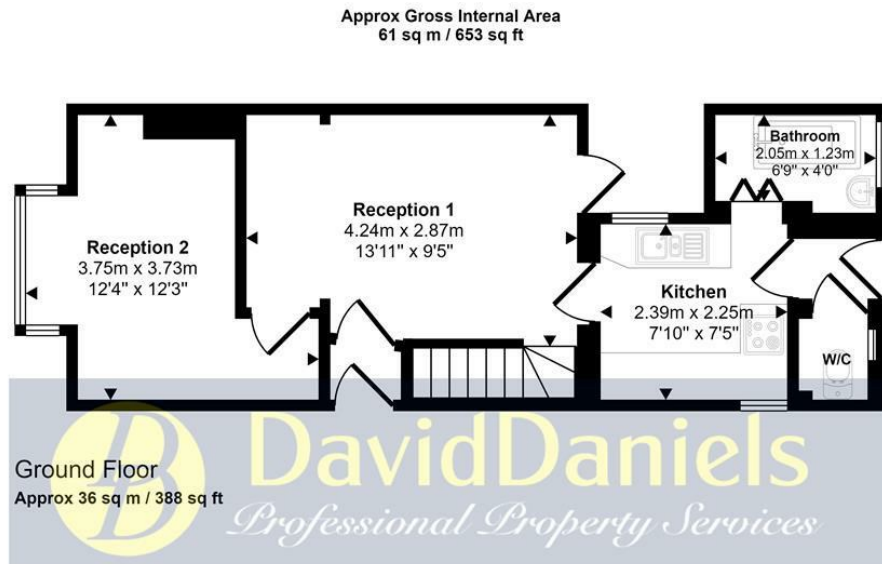 Approx Gross Internal Area
61 sq m / 653 sq ft
Bathroom
2.05m x 1.23m
6'9" x 4'0"
Reception 1
4.24m x 2.87m
13'11" x 9'5"
Reception 2
3.75m x 3.73m
12'4" x 12'3"
Kitchen
2.39m x 2.25m
7'10" x 7'5"
W/C
Ground Floor
Approx 36 sq m / 388 sq ft
DavidDaniels
Professional Property Services